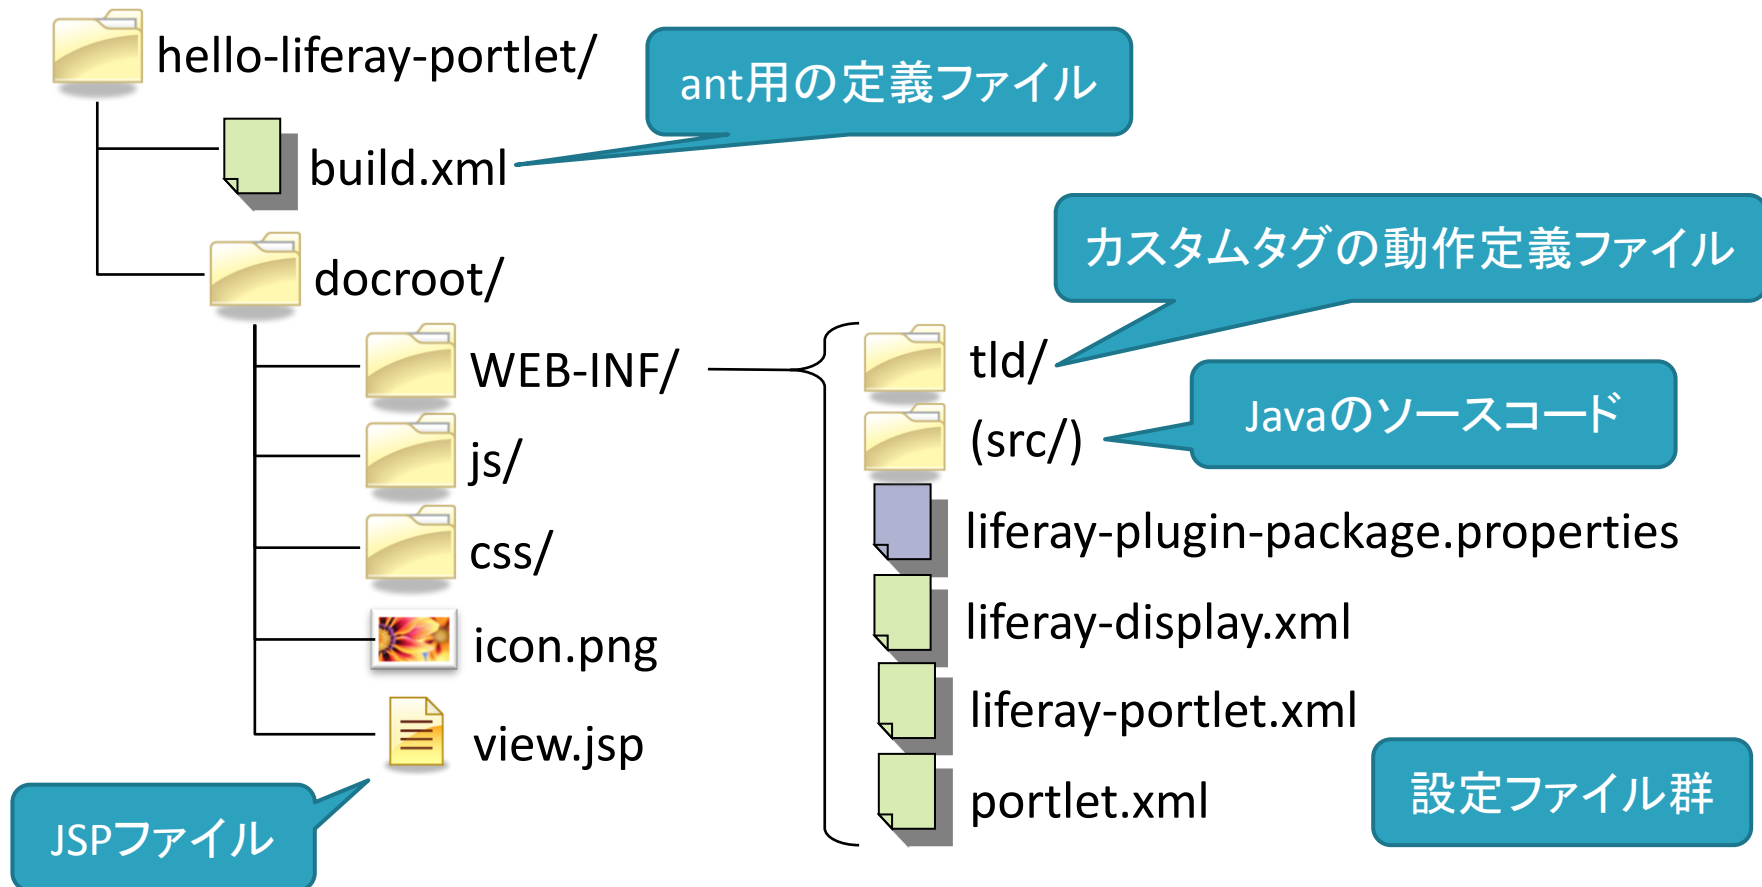 hello-liferay-portlet/
ant用の定義ファイル
build.xml
docroot/
カスタムタグの動作定義ファイル
WEB-INF/
tld/
Javaのソースコード
js/
(src/)
css/
liferay-plugin-package.properties
icon.png
liferay-display.xml
view.jsp
liferay-portlet.xml
portlet.xml
設定ファイル群
JSPファイル